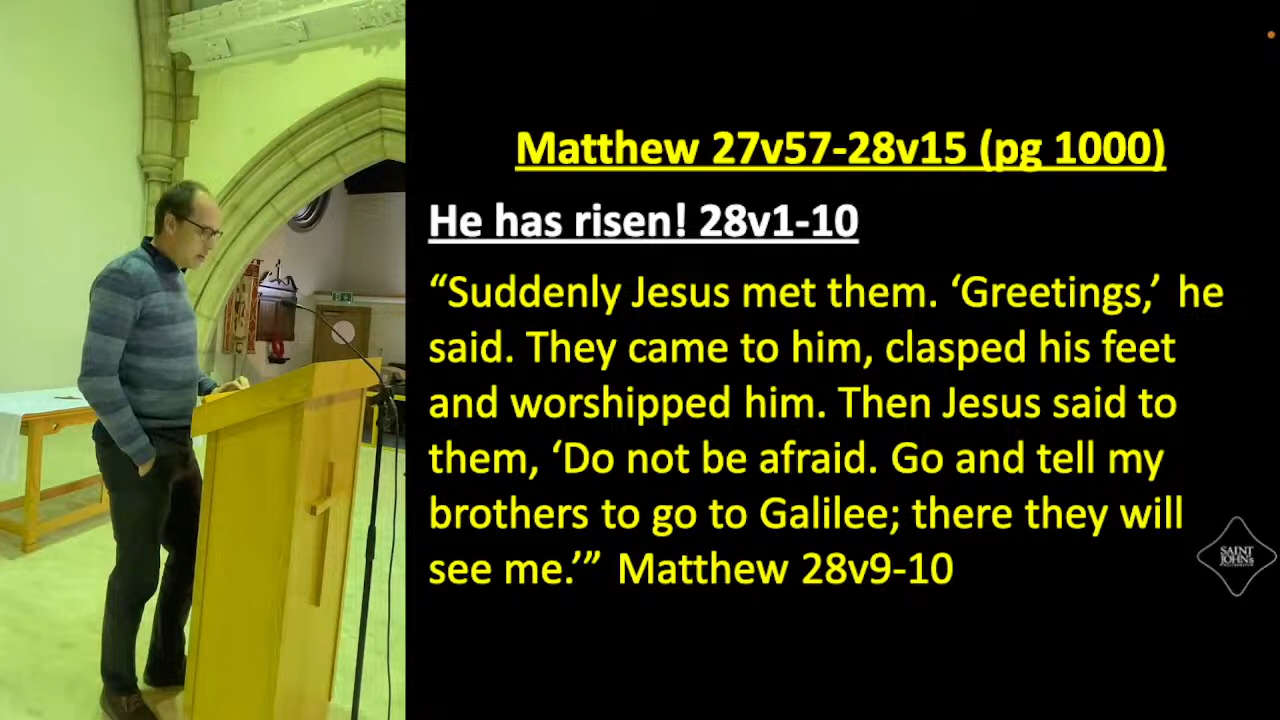 Matthew 27v57-28v15 (pg 1000)
He has risen! 28v1-10
“Suddenly Jesus met them. ‘Greetings,’ he
said. They came to him, clasped his feet
and worshipped him. Then Jesus said to
them, ‘Do not be afraid. Go and tell my
brothers to go to Galilee; there they will
see me.’” Matthew 28v9-10
SAINT
JOHN's